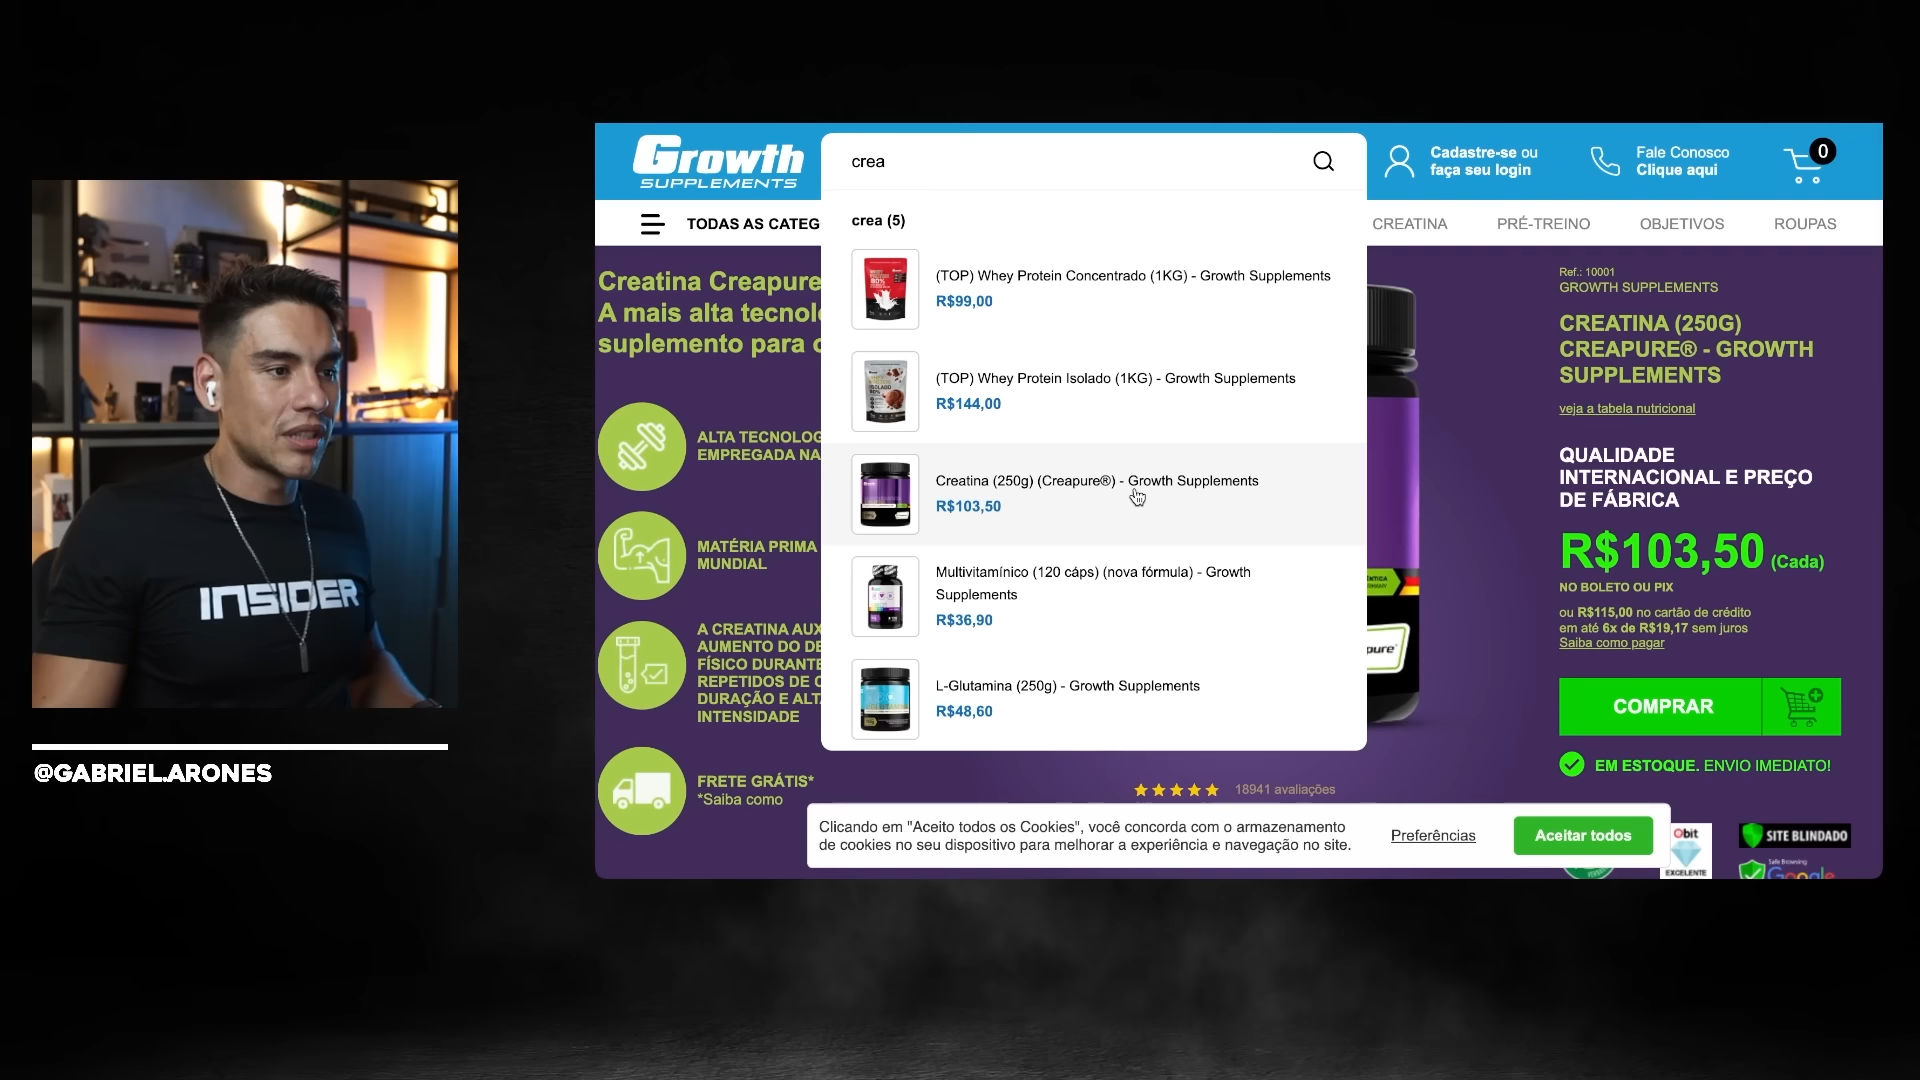 Growth
SUPPLEMENTS
crea
Cadastre-se ou
faça seu login
Fale Conosco
Clique aqui
0
TODAS AS CATEG
CREATINA
PRÉ-TREINO
OBJETIVOS
ROUPAS
crea (5)
(TOP) Whey Protein Concentrado (1KG) - Growth Supplements
R$99,00
(TOP) Whey Protein Isolado (1KG) - Growth Supplements
R$144,00
Creatina (250g) (Creapure®) - Growth Supplements
R$103,50
Multivitamínico (120 cáps) (nova fórmula) - Growth
Supplements
R$36,90
L-Glutamina (250g) - Growth Supplements
R$48,60
Creatina Creapure
A mais alta tecnol
suplemento para
ALTA TECNOLOG
EMPREGADA NA
MATÉRIA PRIMA
MUNDIAL
A CREATINA AUX
AUMENTO DO DE
FÍSICO DURANTE
REPETIDOS DE
DURAÇÃO E ALT
INTENSIDADE
FRETE GRÁTIS*
*Saiba como
pure®
18941 avaliações
Ref.: 10001
GROWTH SUPPLEMENTS
CREATINA (250G)
CREAPURE® - GROWTH
SUPPLEMENTS
veja a tabela nutricional
QUALIDADE
INTERNACIONAL E PREÇO
DE FÁBRICA
R$103,50 (Cada)
NO BOLETO OU PIX
ou R$115,00 no cartão de crédito
em até 6x de R$19,17 sem juros
Saiba como pagar
COMPRAR
EM ESTOQUE. ENVIO IMEDIATO!
Clicando em "Aceito todos os Cookies", você concorda com o armazenamento
de cookies no seu dispositivo para melhorar a experiência e navegação no site.
Preferências
Aceitar todos
Obit
EXCELENTE
SITE BLINDADO
Safe Browsing
Google
INSIDER
@GABRIEL.ARONES